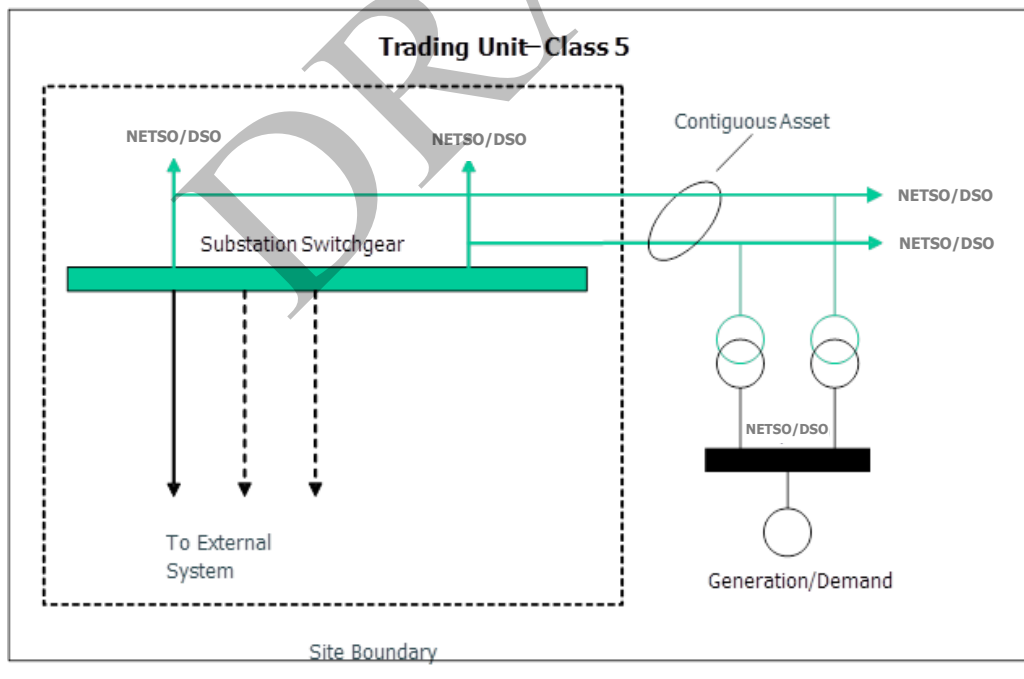 Trading Unit–Class 5
Contiguous Asset
NETSO/DSO
NETSO/DSO
NETSO/DSO
Substation Switchgear
NETSO/DSO
NETSO/DSO
To External
System
Generation/Demand
Site Boundary